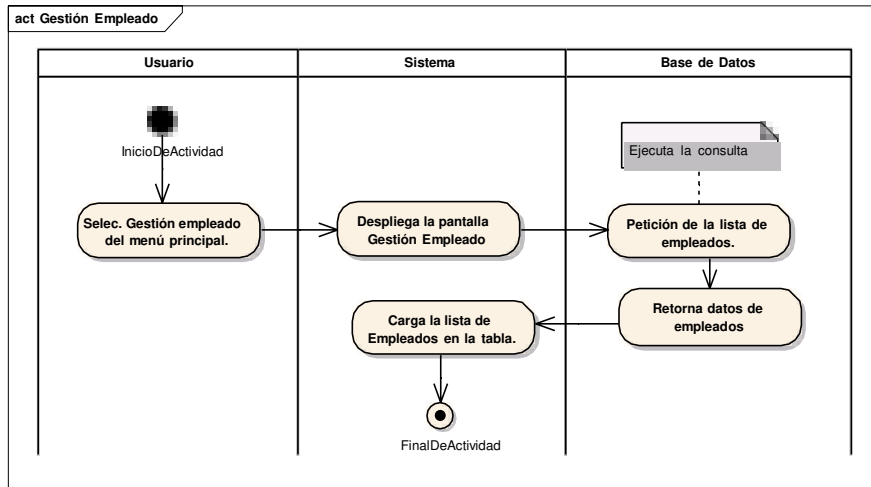 act Gestión Empleado
Usuario
Sistema
Base de Datos
InicioDeActividad
Ejecuta la consulta
Selec. Gestión empleado
del menú principal.
Despliega la pantalla
Gestión Empleado
Petición de la lista de
empleados.
Carga la lista de
Empleados en la tabla.
Retorna datos de
empleados
FinalDeActividad